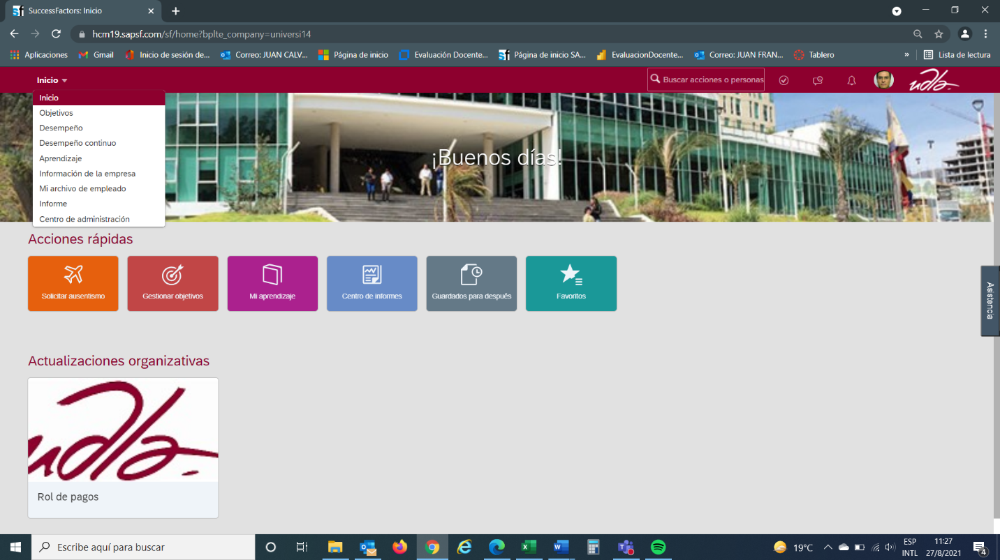 SuccessFactors: Inicio
hcm19.sapsf.com/sf/home?bplte_company=universi14
Aplicaciones
Gmail
Inicio de sesión de...
Correo: JUAN CALV...
Página de inicio
Evaluación Docente...
Página de inicio SA...
EvaluacionDocente...
Correo: JUAN FRAN...
Tablero
»
Lista de lectura
Inicio
Buscar acciones o personas
udla.
Inicio
Objetivos
Desempeño
Desempeño continuo
Aprendizaje
Información de la empresa
Mi archivo de empleado
Informe
Centro de administración
¡Buenos días!
Acciones rápidas
Solicitar ausentismo
Gestionar objetivos
Mi aprendizaje
Centro de informes
Guardados para después
Favoritos
Asistencia
Actualizaciones organizativas
udla.
Rol de pagos
Escribe aquí para buscar
19°C
ESP
INTL
11:27
27/8/2021
4